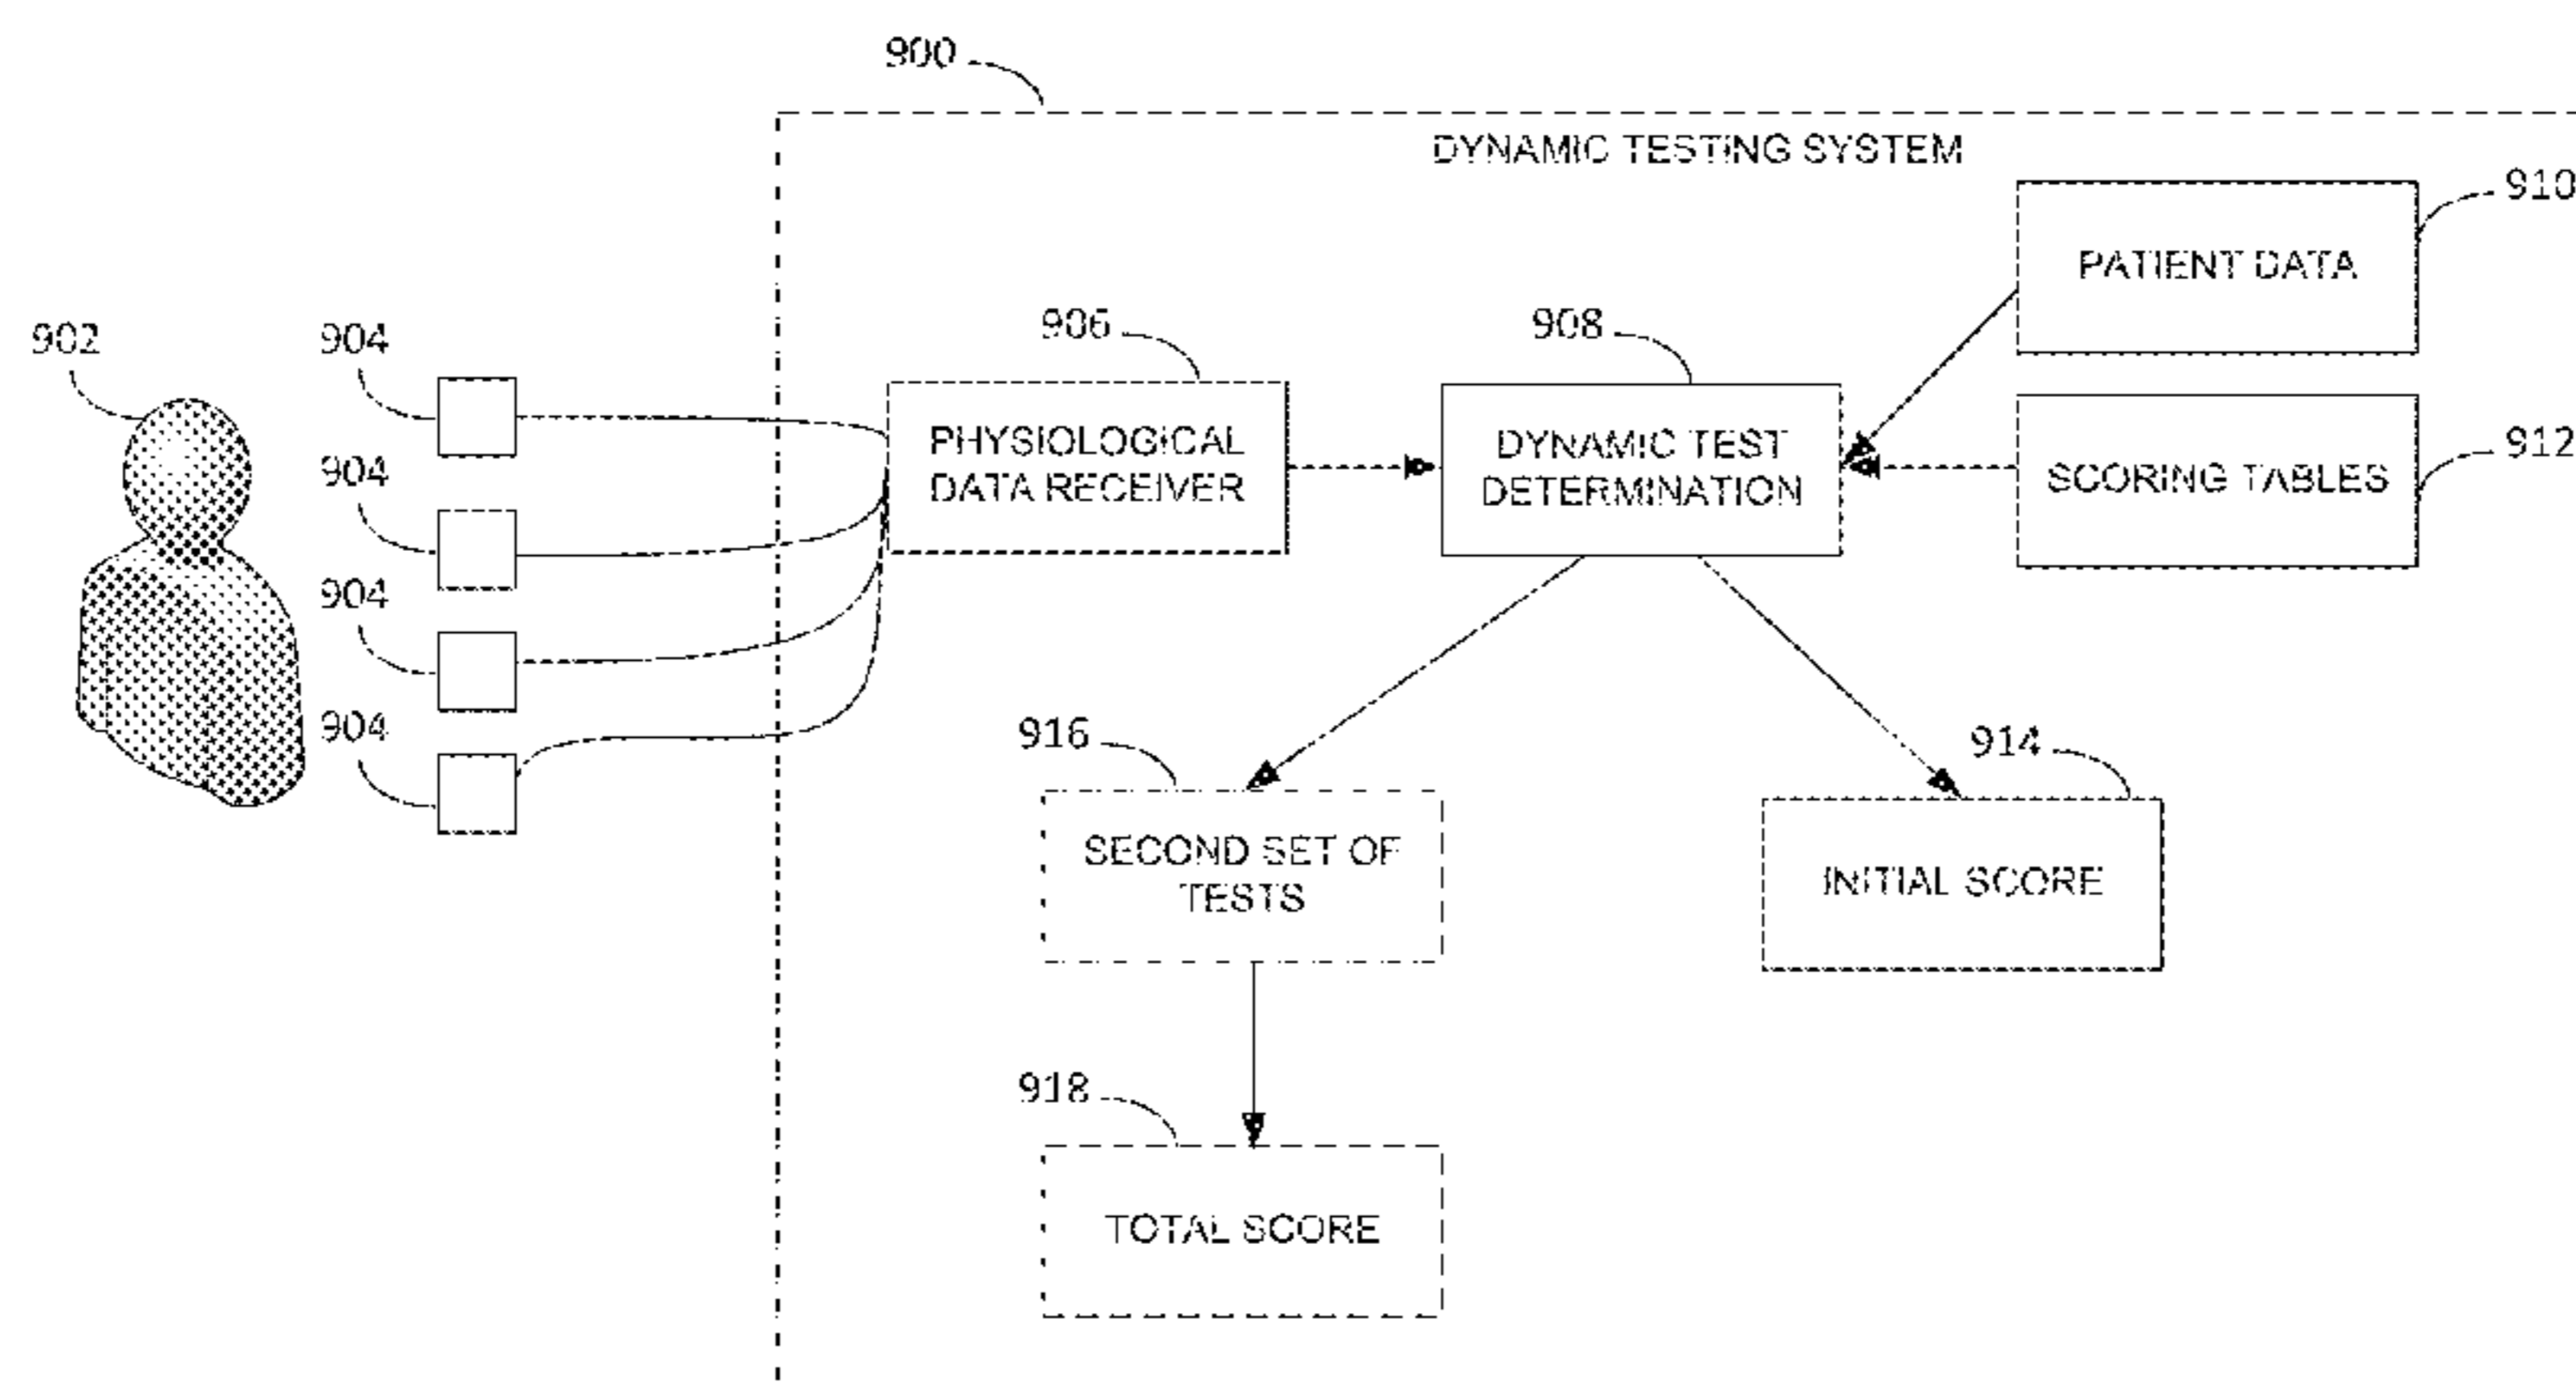 900
DYNAMIC TESTING SYSTEM
910
PATIENT DATA
902
904
906
908
PHYSIOLOGICAL
DATA RECEIVER
DYNAMIC TEST
DETERMINATION
912
SCORING TABLES
904
904
904
916
914
SECOND SET OF
TESTS
INITIAL SCORE
918
TOTAL SCORE